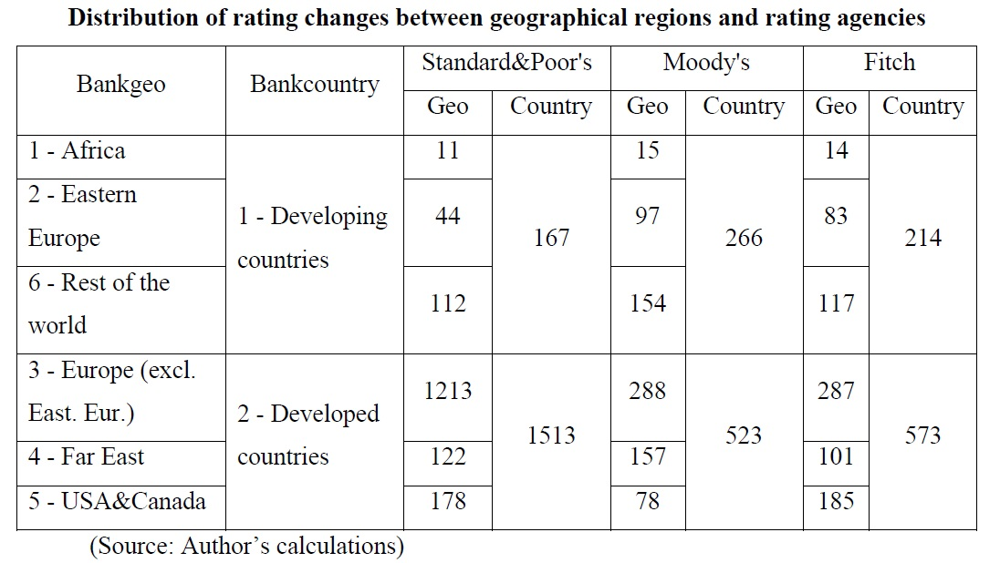 Distribution of rating changes between geographical regions and rating agencies
Bankgeo Bankcountry Standard&Poor's Moody's Fitch
Geo Country Geo Country Geo Country
1 - Africa 11 15 14
2 - Eastern
Europe
1 - Developing
countries
44 167 97 266 83 214
6 - Rest of the
world
112 154 117
3 - Europe (excl.
East. Eur.)
2 - Developed
countries
1213 1513 288 523 287 573
4 - Far East 122 157 101
5 - USA&Canada 178 78 185
(Source: Author’s calculations)